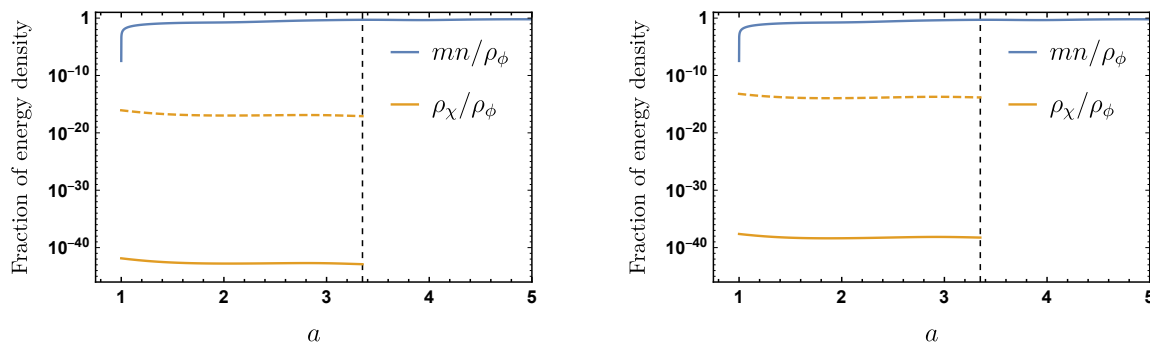 Fraction of energy density
1
10⁻¹⁰
10⁻²⁰
10⁻³⁰
10⁻⁴⁰
mn/ρ_ϕ
ρ_χ/ρ_ϕ
1 2 3 4 5
a
Fraction of energy density
1
10⁻¹⁰
10⁻²⁰
10⁻³⁰
10⁻⁴⁰
mn/ρ_ϕ
ρ_χ/ρ_ϕ
1 2 3 4 5
a